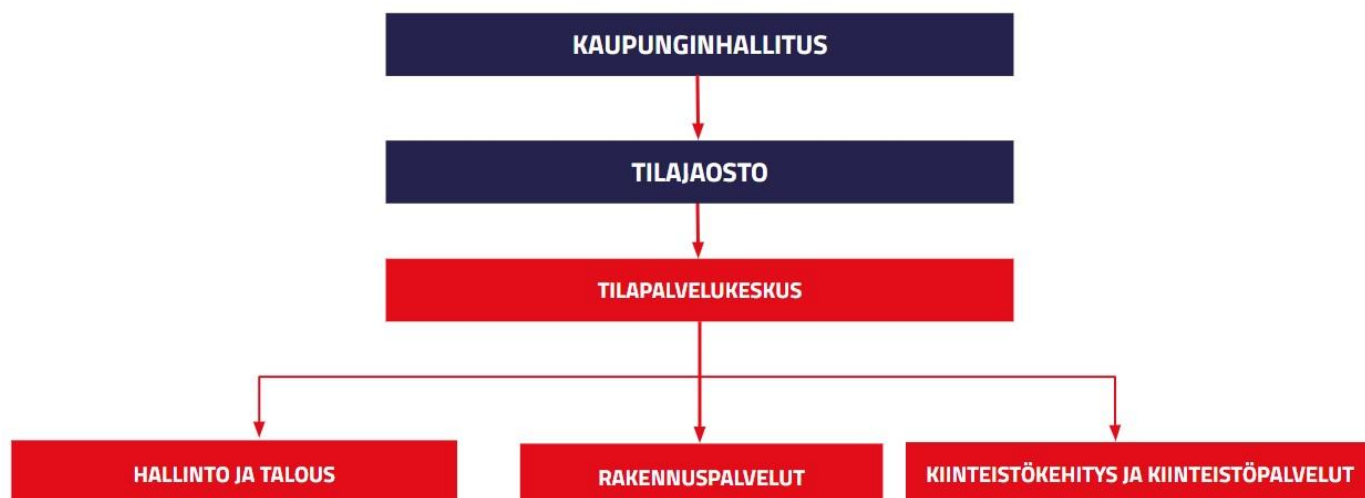 KAUPUNGINHALLITUS
TILAJAOSTO
TILAPALVELUKESKUS
HALLINTO JA TALOUS
RAKENNUSPALVELUT
KIINTEISTÖKEHITYS JA KIINTEISTÖPALVELUT